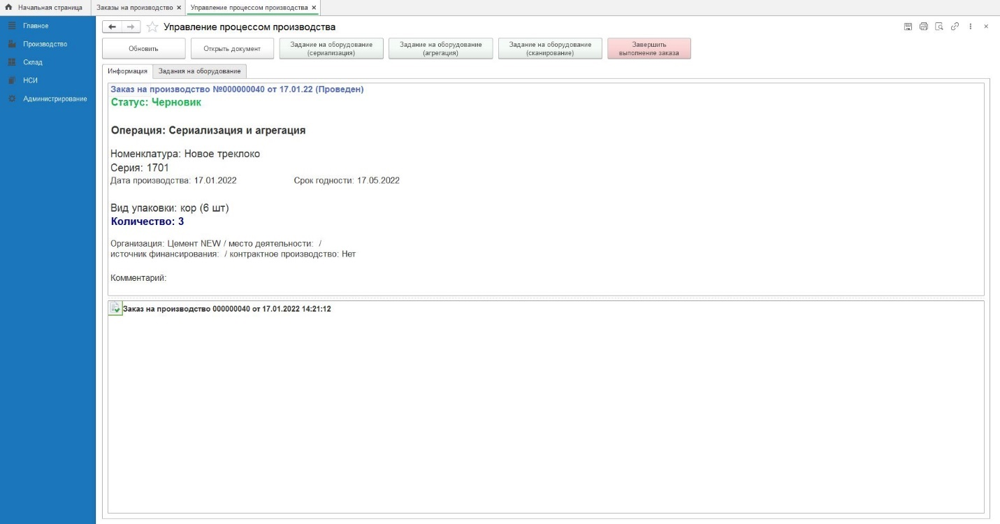 Начальная страница
Заказы на производство ×
Управление процессом производства ×
Главное
Производство
Склад
НСИ
Администрирование
Управление процессом производства
Обновить
Открыть документ
Задание на оборудование
(сериализация)
Задание на оборудование
(агрегация)
Задание на оборудование
(сканирование)
Завершить
выполнение заказа
Информация
Задания на оборудование
Заказ на производство №000000040 от 17.01.22 (Проведен)
Статус: Черновик
Операция: Сериализация и агрегация
Номенклатура: Новое треклоко
Серия: 1701
Дата производства: 17.01.2022 Срок годности: 17.05.2022
Вид упаковки: кор (6 шт)
Количество: 3
Организация: Цемент NEW / место деятельности: /
источник финансирования: / контрактное производство: Нет
Комментарий:
Заказ на производство 000000040 от 17.01.2022 14:21:12